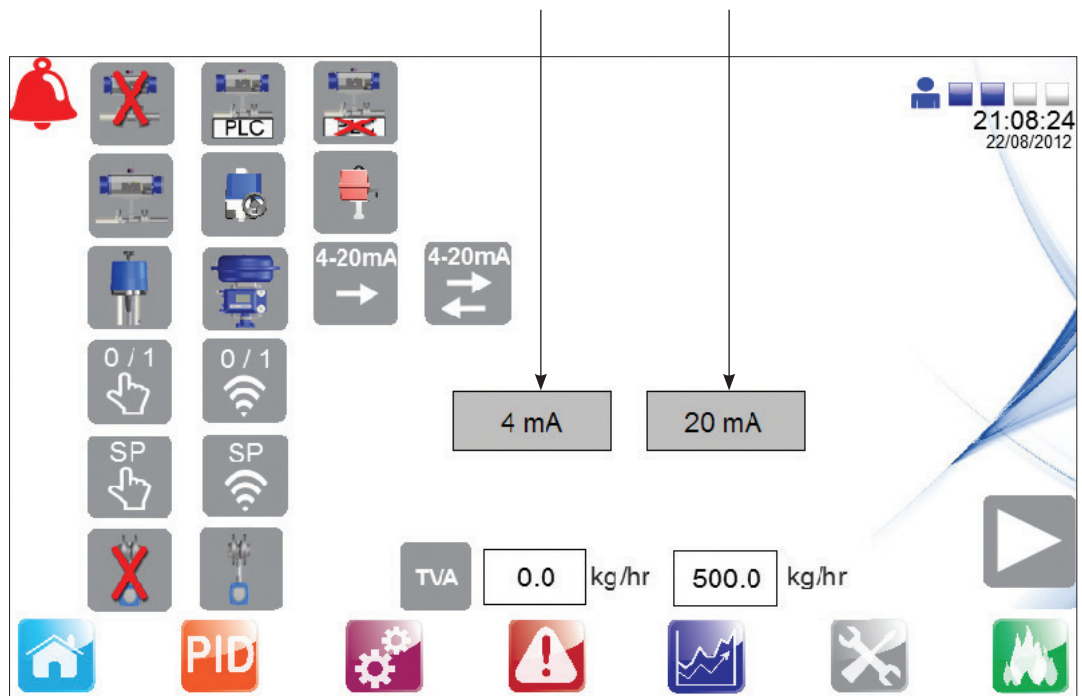 PLC
PLC
21:08:24
22/08/2012
4-20mA
4-20mA
0 / 1
0 / 1
4 mA
20 mA
SP
SP
TVA
0.0
kg/hr
500.0
kg/hr
PID